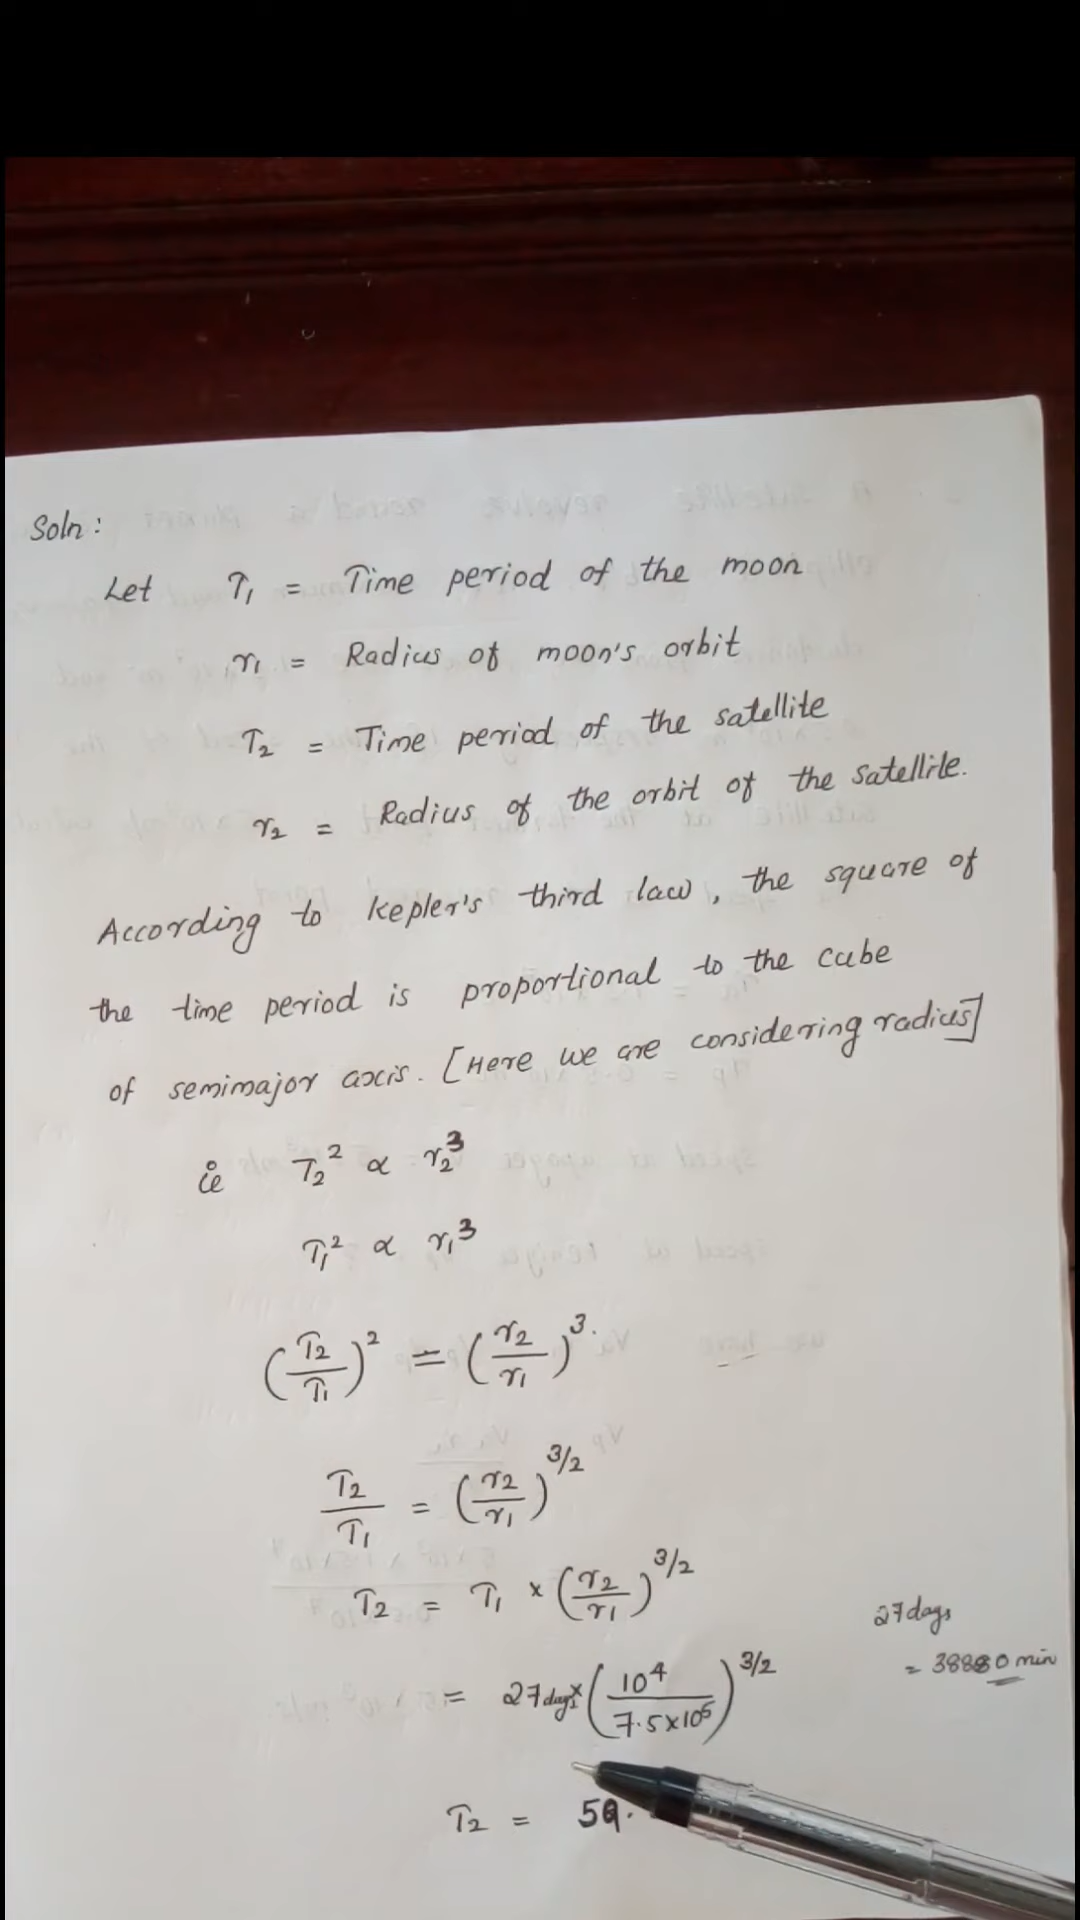 Soln:
Let T₁ = Time period of the moon
r₁ = Radius of moon's orbit
T₂ = Time period of the satellite
r₂ = Radius of the orbit of the satellite.
According to kepler's third law, the square of
the time period is proportional to the cube
of semimajor axis. [Here we are considering radius]
ie T₂² ∝ r₂³
T₁² ∝ r₁³
(T₂/T₁)² = (r₂/r₁)³.
T₂/T₁ = (r₂/r₁)^3/2
T₂ = T₁ × (r₂/r₁)^3/2
27days
= 38880 min
= 27days × (10⁴/7.5×10⁵)^3/2
T₂ = 59.